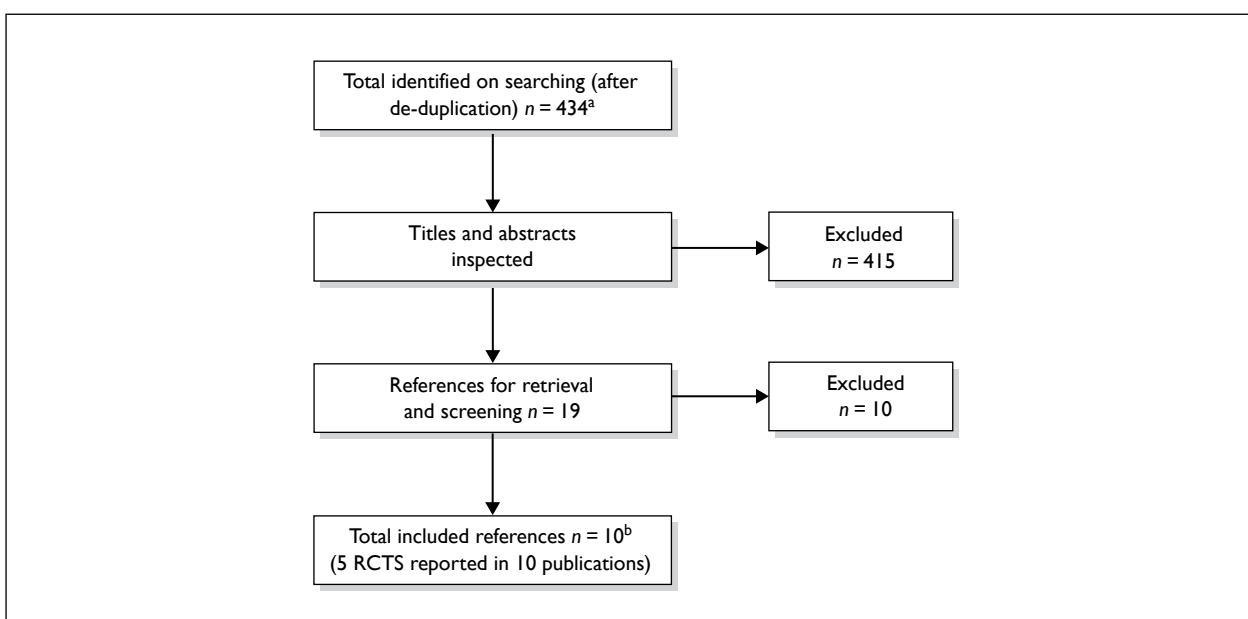 Total identified on searching (after
de-duplication) n = 434a
Titles and abstracts
inspected
Excluded
n = 415
References for retrieval
and screening n = 19
Excluded
n = 10
Total included references n = 10b
(5 RCTS reported in 10 publications)